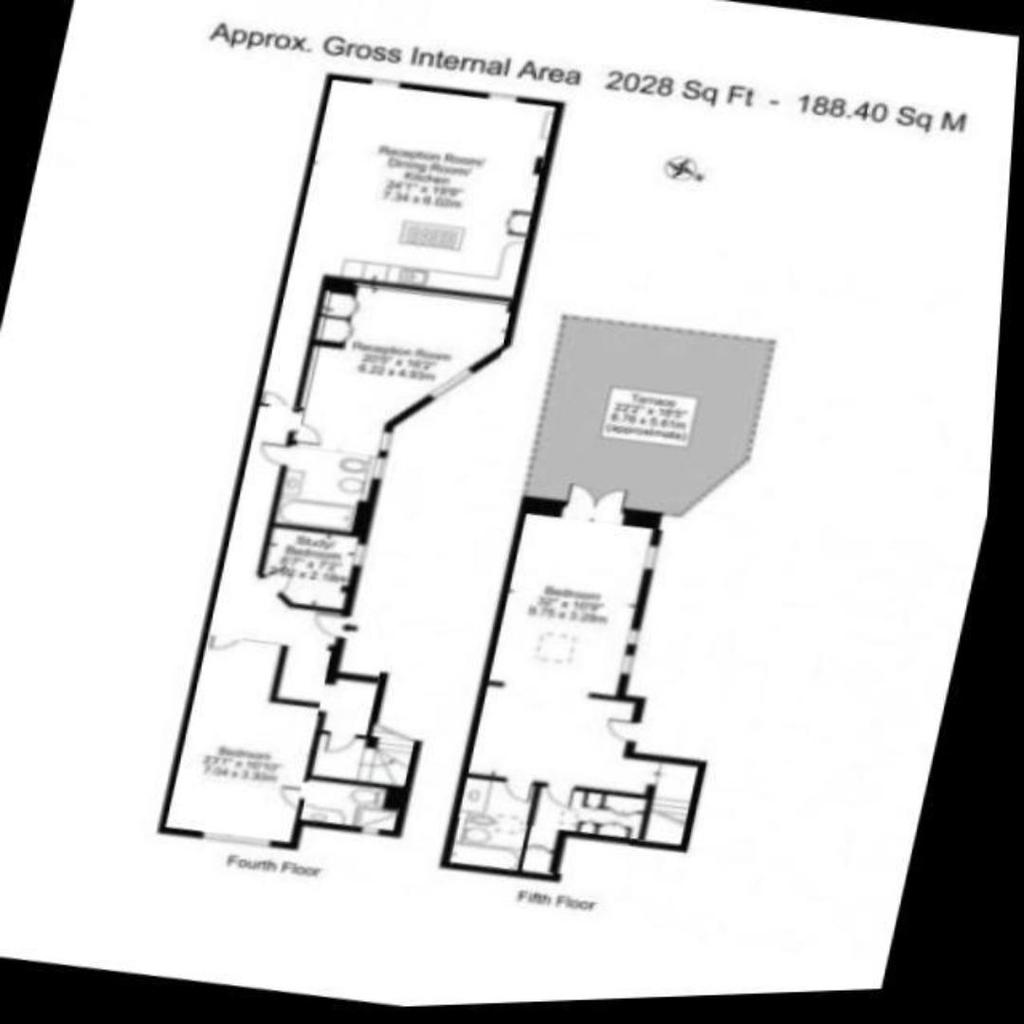 Approx. Gross Internal Area 2028 Sq Ft - 188.40 Sq M
Reception Room/
Dining Room/
Kitchen
24'1" x 19'9"
7.34 x 6.02m
Reception Room
20'5" x 16'2"
6.22 x 4.93m
Terrace
22'2" x 18'5"
6.76 x 5.61m
(approximate)
Study/
Bedroom
x 7'2"
x 2.18m
Bedroom
32' x 10'9"
9.75 x 3.28m
Bedroom
23'1" x 10'10"
7.04 x 3.30m
Fourth Floor
Fifth Floor